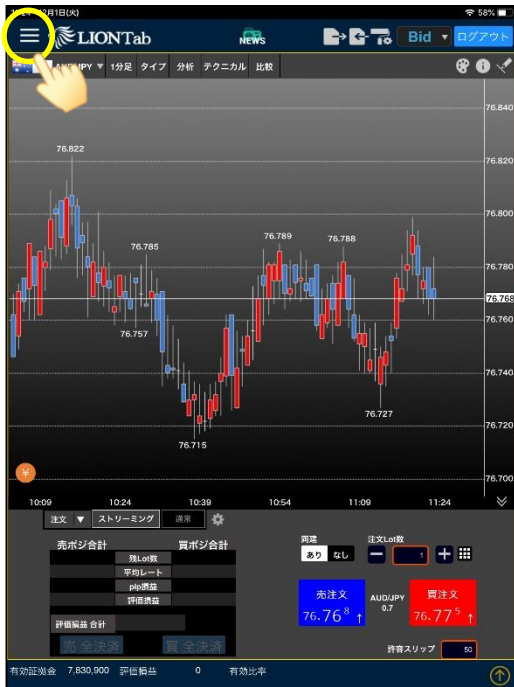 2月1日(火) 58%
LIONTab NEWS Bid ▼ ログアウト
/JPY ▼ 1分足 タイプ 分析 テクニカル 比較
76.840
76.822
76.820
76.800
76.789 76.788
76.785
76.780
76.768
76.760
76.757
76.740
76.727
76.720
76.715
76.700
¥
10:09 10:24 10:39 10:54 11:09 11:24
注文 ▼ ストリーミング 通常
売ポジ合計 買ポジ合計
残Lot数
平均レート
pip損益
評価損益
評価損益 合計
売 全決済 買 全決済
両建 注文Lot数
あり なし － 1 +
売注文 AUD/JPY 買注文
76.76⁸ ↑ 0.7 76.77⁵ ↑
許容スリップ 50
有効証拠金 7,830,900 評価損益 0 有効比率